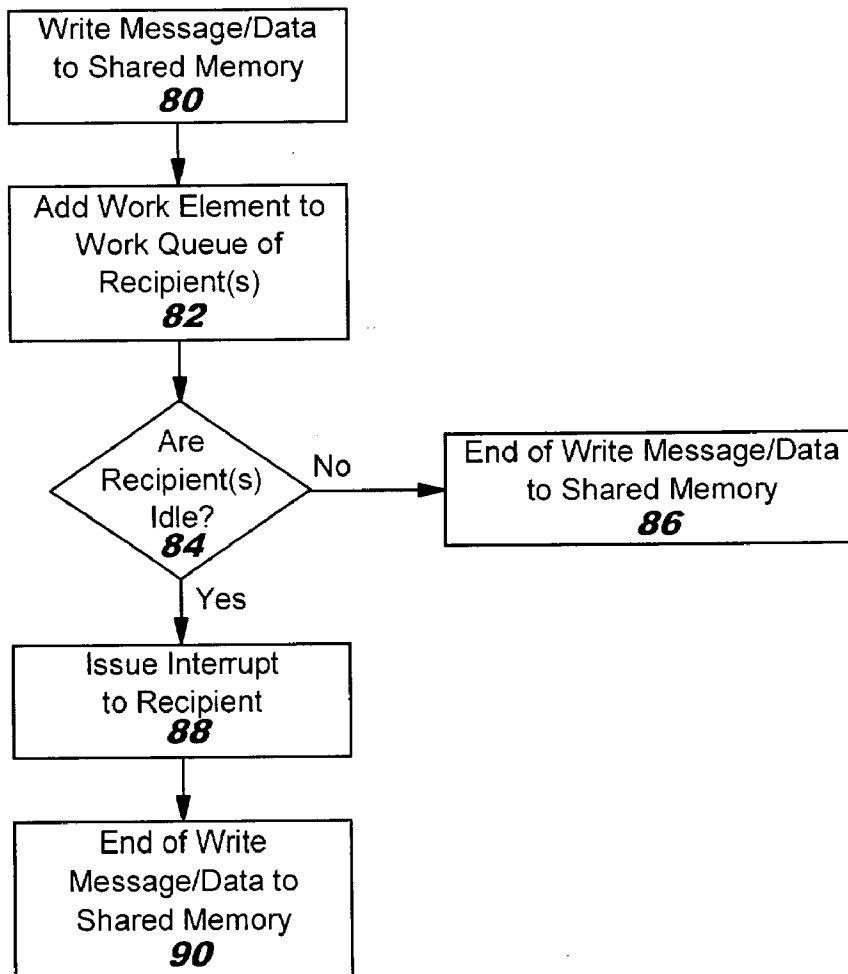 Write Message/Data
to Shared Memory
80
Add Work Element to
Work Queue of
Recipient(s)
82
Are
Recipient(s)
Idle?
84
No
End of Write Message/Data
to Shared Memory
86
Yes
Issue Interrupt
to Recipient
88
End of Write
Message/Data to
Shared Memory
90